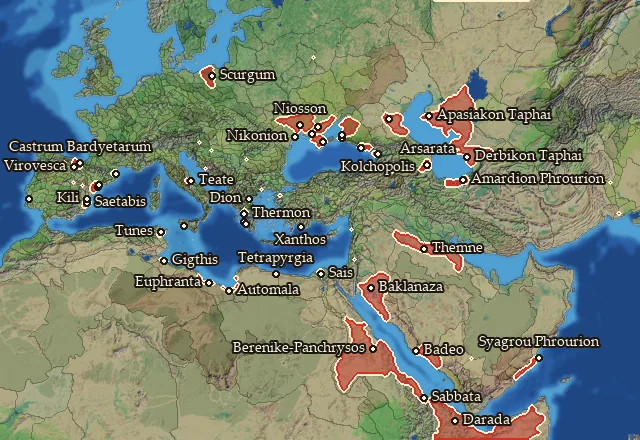 Scurgum
Niosson
Apasiakon Taphai
Nikonion
Castrum Bardyetarum
Arsarata
Derbikon Taphai
Virovesca
Kolchopolis
Teate
Amardion Phrourion
Kili
Saetabis
Dion
Thermon
Tunes
Xanthos
Themne
Gigthis
Tetrapyrgia
Sais
Euphranta
Automala
Baklanaza
Berenike-Panchrysos
Badeo
Syagrou Phrourion
Sabbata
Darada